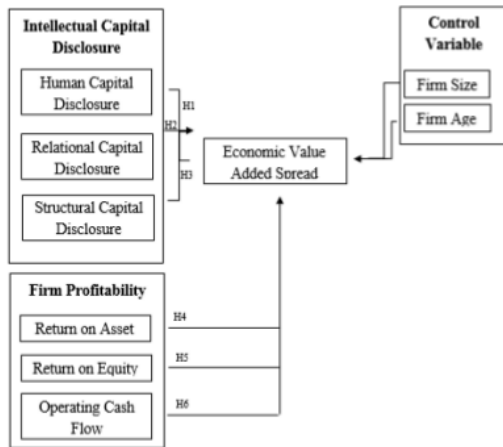 Intellectual Capital
Disclosure
Human Capital
Disclosure
Relational Capital
Disclosure
Structural Capital
Disclosure
H1
H2
H3
Economic Value
Added Spread
Control
Variable
Firm Size
Firm Age
Firm Profitability
Return on Asset
Return on Equity
Operating Cash
Flow
H4
H5
H6